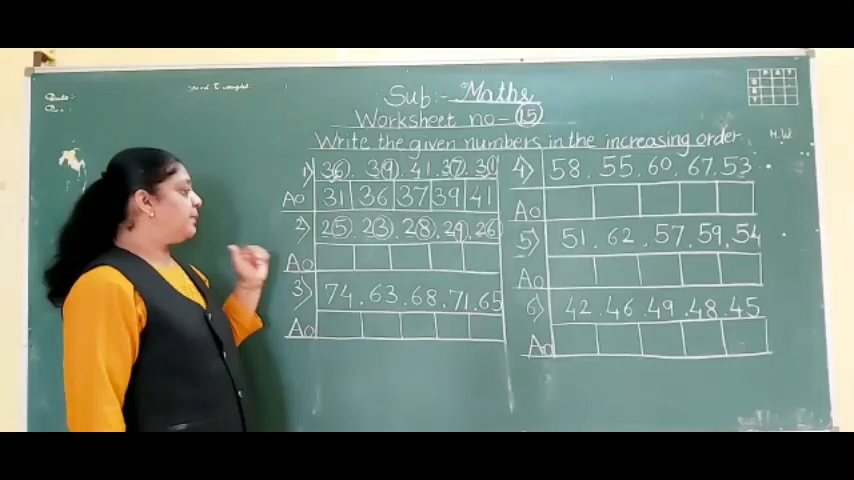 Sub:- Maths
Worksheet no- 15
Write the given numbers in the increasing order.
H.W
1) 36, 39, 41, 37, 31
Ao 31 36 37 39 41
2) 25, 23, 28, 29, 26
Ao
3) 74, 63, 68, 71, 65
Ao
4) 58, 55, 60, 67, 53
Ao
5) 51, 62, 57, 59, 54
Ao
6) 42, 46, 49, 48, 45
Ao